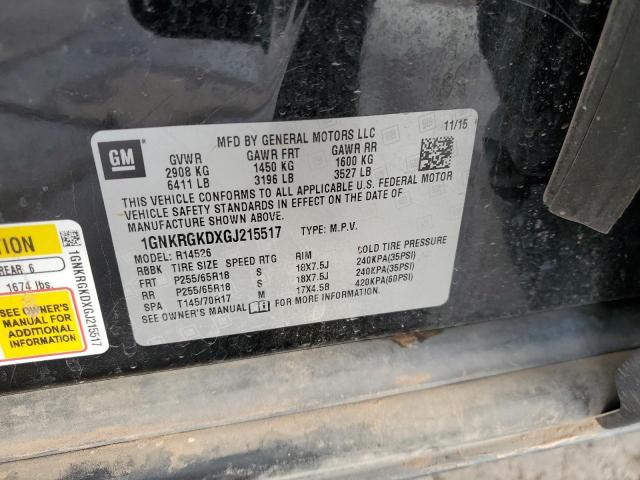 GM
MFD BY GENERAL MOTORS LLC
11/15
GVWR GAWR FRT GAWR RR
2908 KG 1450 KG 1600 KG
6411 LB 3196 LB 3527 LB
THIS VEHICLE CONFORMS TO ALL APPLICABLE U.S. FEDERAL MOTOR
VEHICLE SAFETY STANDARDS IN EFFECT ON THE DATE OF
MANUFACTURE SHOWN ABOVE.
1GNKRGKDXGJ215517 TYPE: M.P.V.
MODEL: R14526
RBBK TIRE SIZE SPEED RTG RIM COLD TIRE PRESSURE
FRT P255/65R18 S 18X7.5J 240KPA(35PSI)
RR P255/65R18 S 18X7.5J 240KPA(35PSI)
SPA T145/70R17 M 17X4.5B 420KPA(60PSI)
SEE OWNER'S MANUAL FOR MORE INFORMATION.
TION
REAR 6
1674 lbs.
SEE OWNER'S
MANUAL FOR
ADDITIONAL
INFORMATION
1GNKRGKDXGJ215517